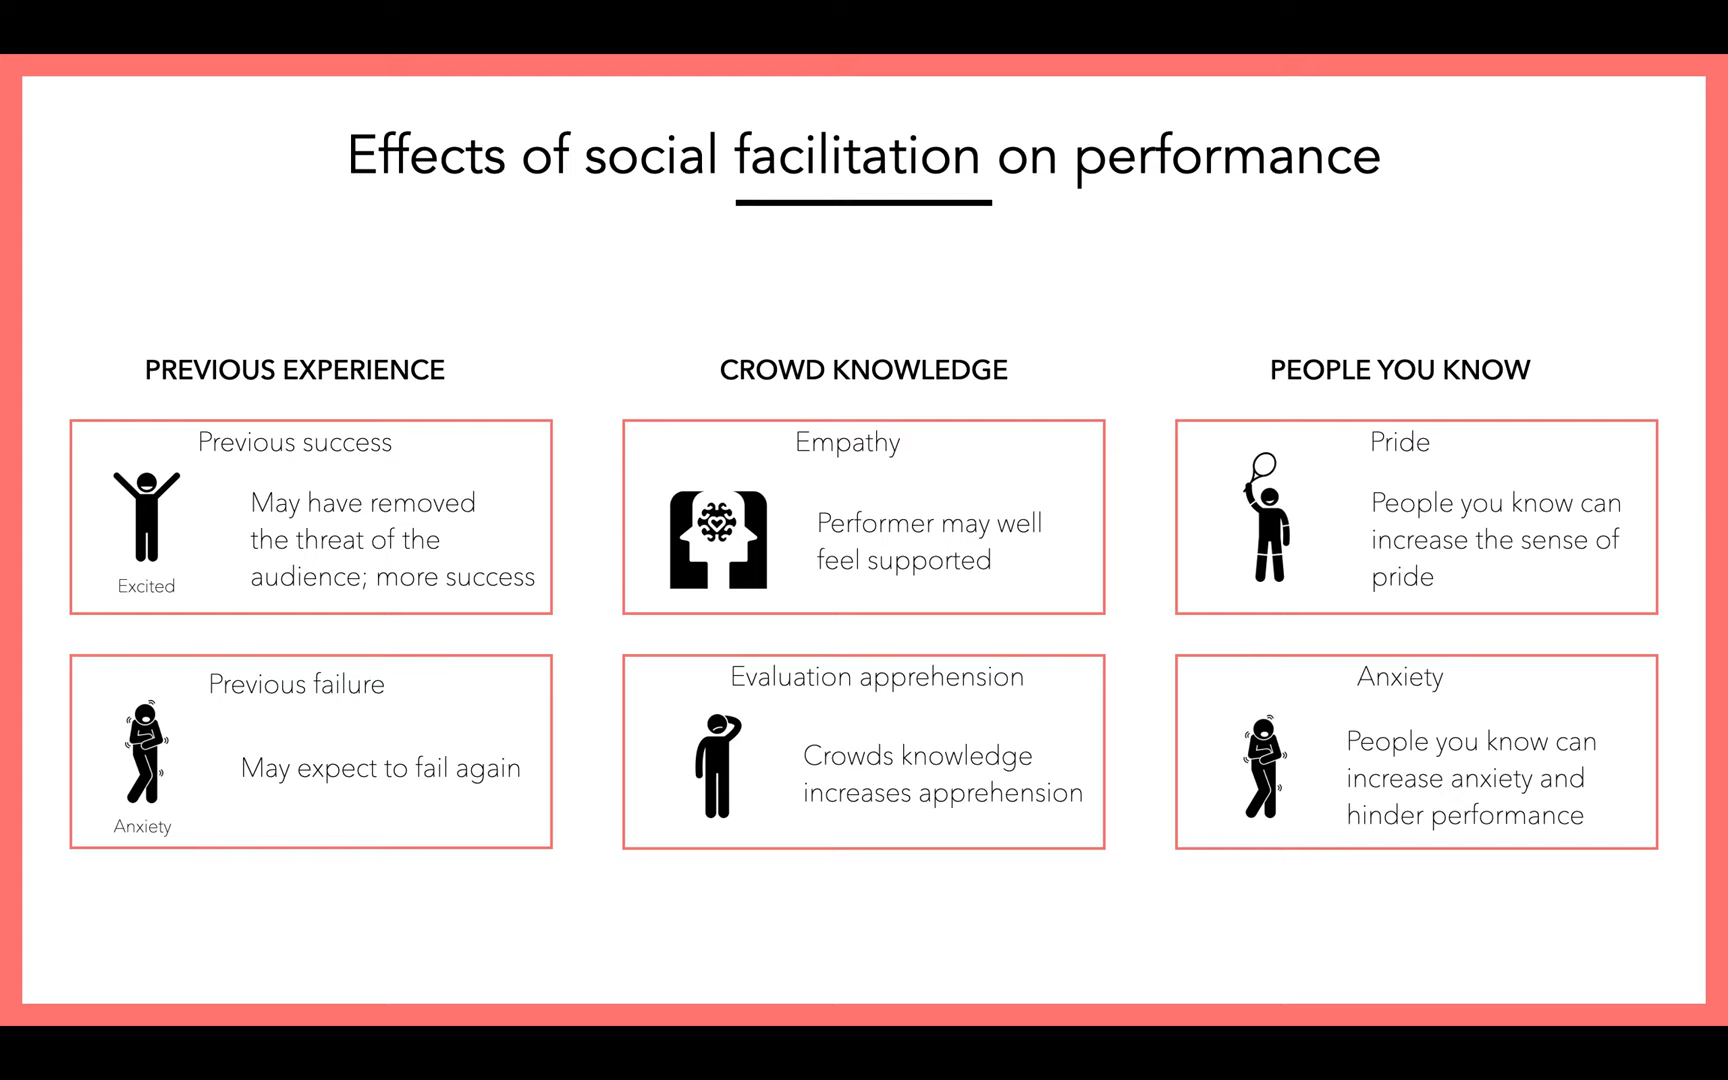 Effects of social facilitation on performance
PREVIOUS EXPERIENCE
Previous success
May have removed
the threat of the
audience; more success
Excited
Previous failure
May expect to fail again
Anxiety
CROWD KNOWLEDGE
Empathy
Performer may well
feel supported
Evaluation apprehension
Crowds knowledge
increases apprehension
PEOPLE YOU KNOW
Pride
People you know can
increase the sense of
pride
Anxiety
People you know can
increase anxiety and
hinder performance